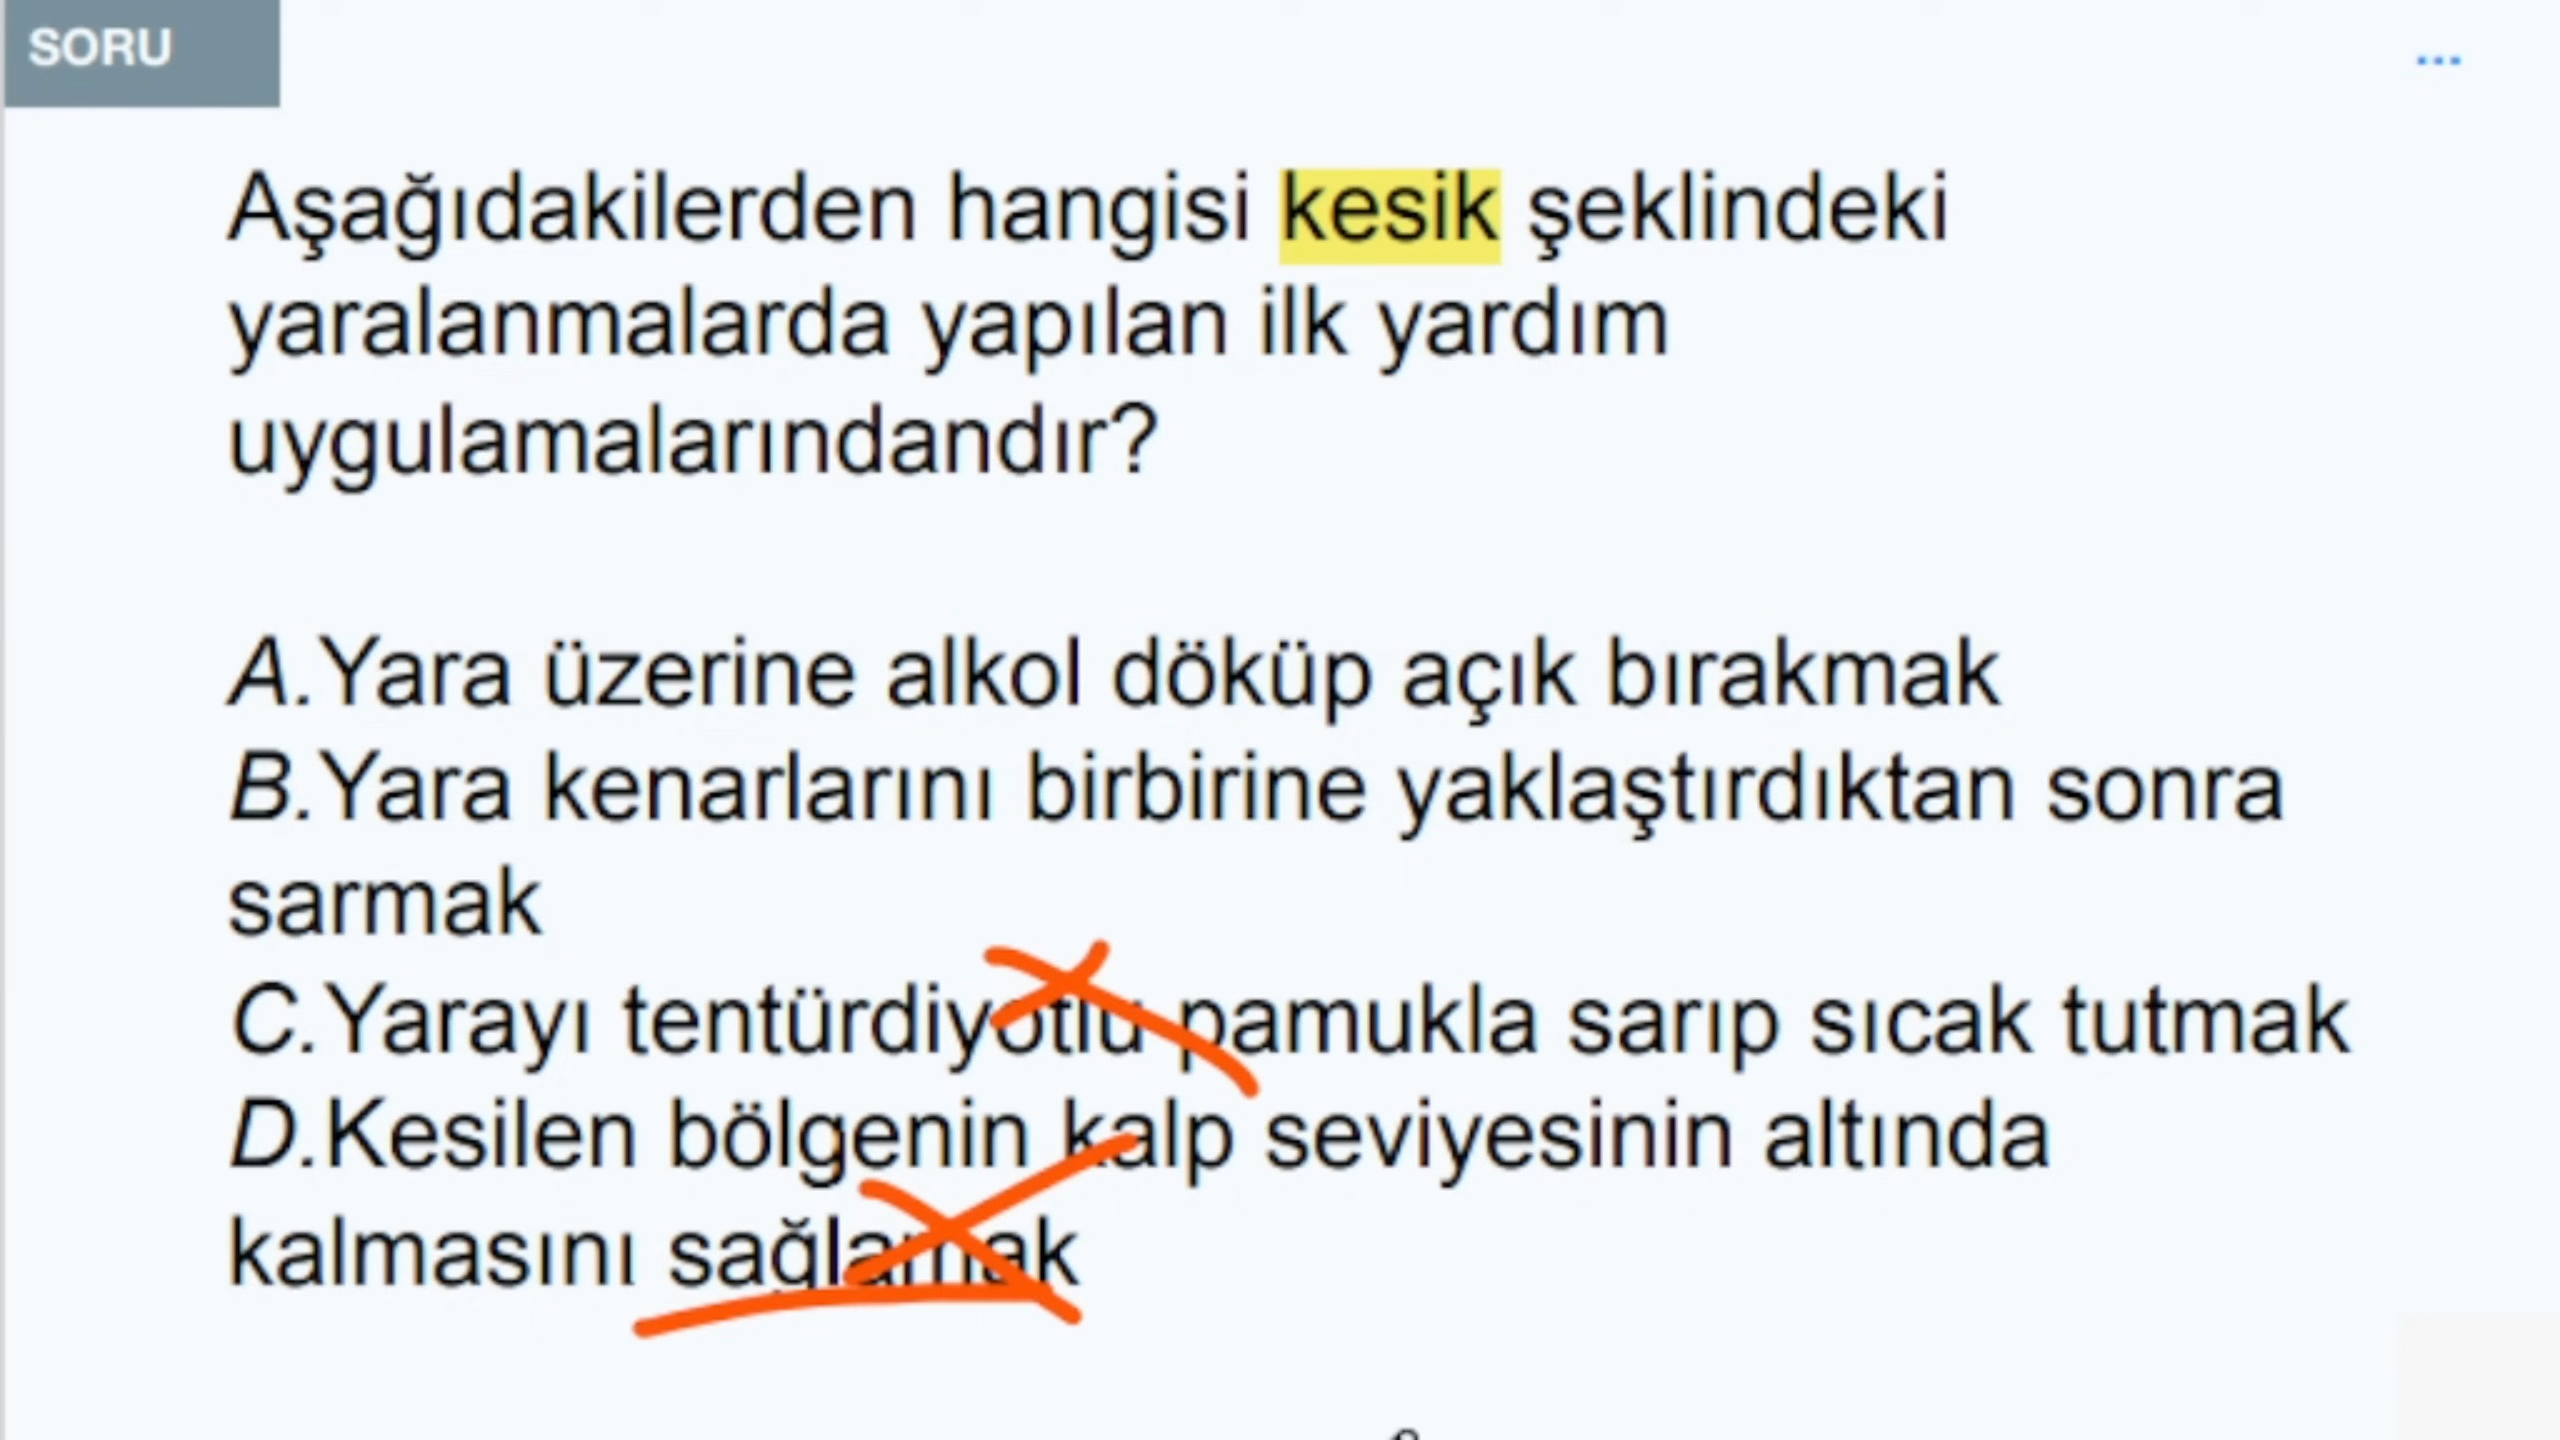 SORU
...
Aşağıdakilerden hangisi kesik şeklindeki
yaralanmalarda yapılan ilk yardım
uygulamalarındandır?
A.Yara üzerine alkol döküp açık bırakmak
B.Yara kenarlarını birbirine yaklaştırdıktan sonra
sarmak
C.Yarayı tentürdiyotlu pamukla sarıp sıcak tutmak
D.Kesilen bölgenin kalp seviyesinin altında
kalmasını sağlamak